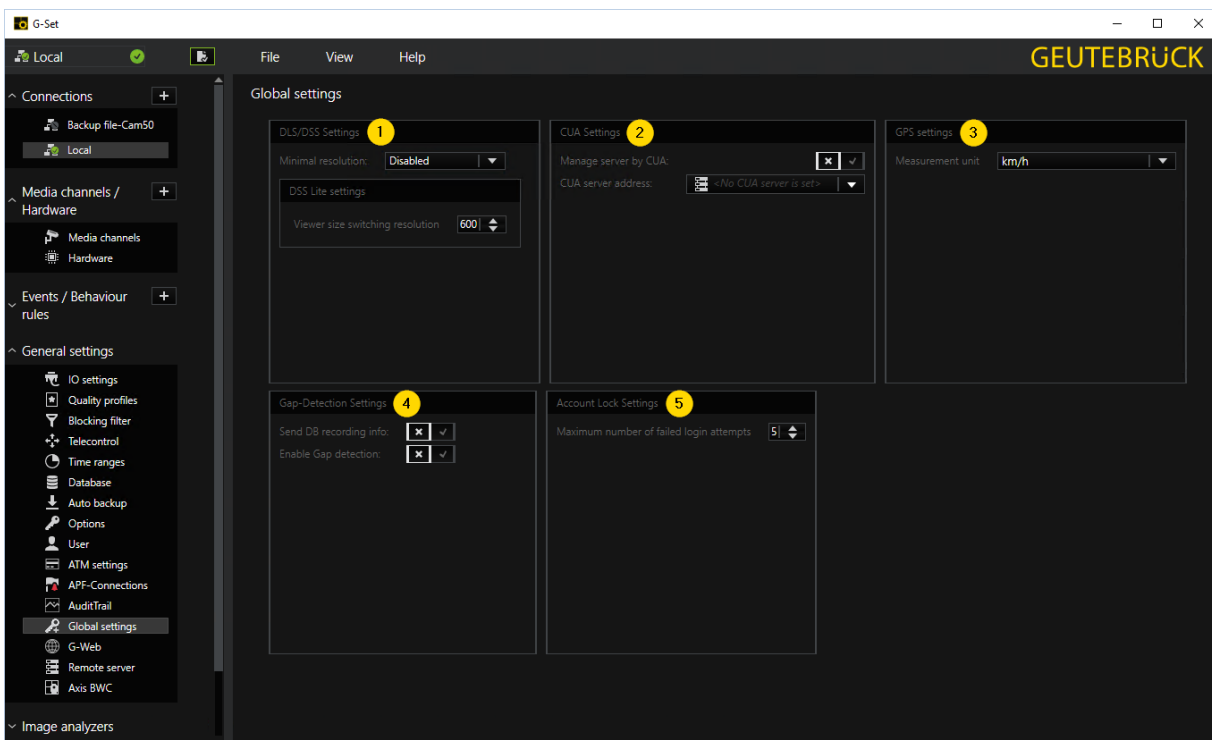 G-Set
Local
File View Help
GEUTEBRÜCK
Connections
Backup file-Cam50
Local
Media channels /
Hardware
Media channels
Hardware
Events / Behaviour
rules
General settings
IO settings
Quality profiles
Blocking filter
Telecontrol
Time ranges
Database
Auto backup
Options
User
ATM settings
APF-Connections
AuditTrail
Global settings
G-Web
Remote server
Axis BWC
Image analyzers
Global settings
DLS/DSS Settings 1
Minimal resolution: Disabled
DSS Lite settings
Viewer size switching resolution 600
CUA Settings 2
Manage server by CUA:
CUA server address: <No CUA server is set>
GPS settings 3
Measurement unit km/h
Gap-Detection Settings 4
Send DB recording info:
Enable Gap detection:
Account Lock Settings 5
Maximum number of failed login attempts 5